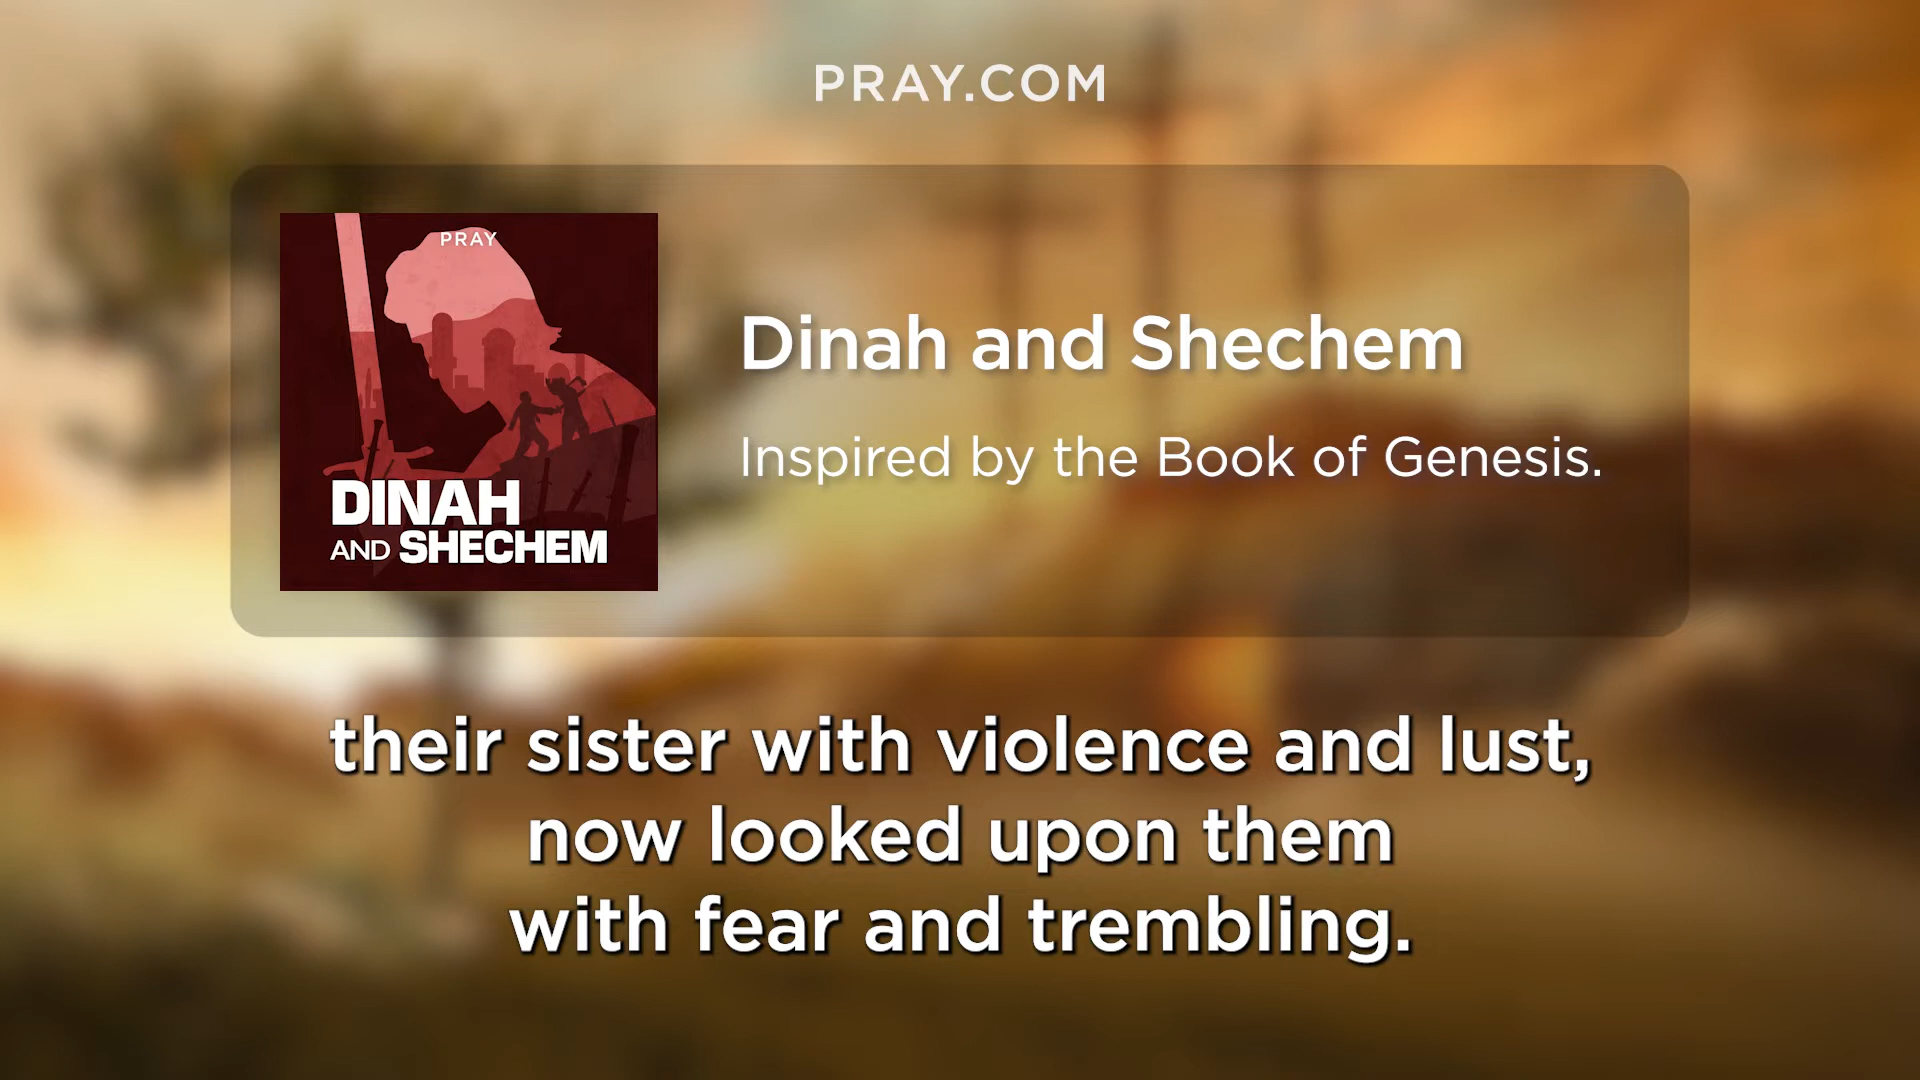 PRAY.COM
PRAY
DINAH
AND SHECHEM
Dinah and Shechem
Inspired by the Book of Genesis.
their sister with violence and lust,
now looked upon them
with fear and trembling.